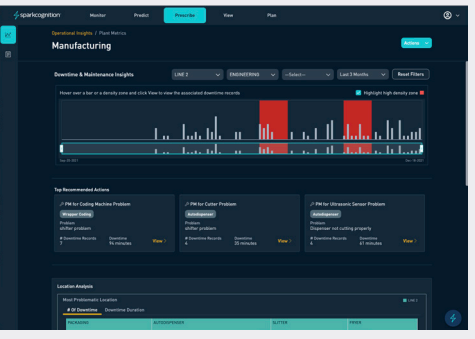 sparkcognition
Monitor
Predict
Prescribe
View
Plan
Operational Insights / Plant Metrics
Manufacturing
Actions
Downtime & Maintenance Insights
LINE 2
ENGINEERING
--Select--
Last 3 Months
Reset Filters
Hover over a bar or a density zone and click View to view the associated downtime records
Highlight high density zone
Top Recommended Actions
PM for Coding Machine Problem
Wrapper Coding
Problem
shifter problem
# Downtime Records
7
Downtime
94 minutes
View
PM for Cutter Problem
Autodispenser
Problem
shifter problem
# Downtime Records
4
Downtime
35 minutes
View
PM for Ultrasonic Sensor Problem
Autodispenser
Problem
Dispenser not cutting properly
# Downtime Records
4
Downtime
61 minutes
View
Location Analysis
Most Problematic Location
LINE 2
# Of Downtime
Downtime Duration
PACKAGING
AUTODISPENSER
SLITTER